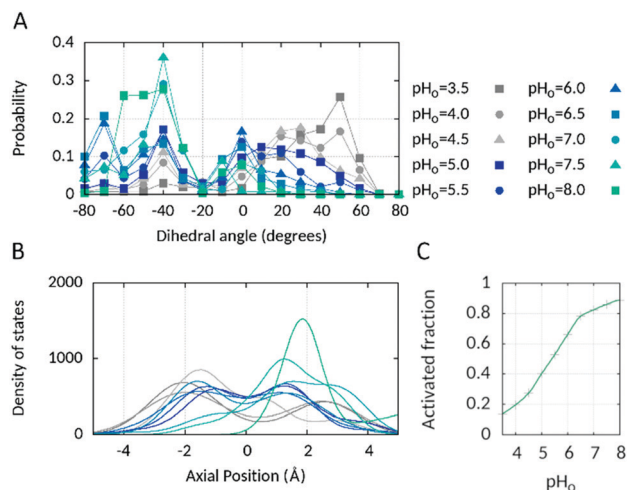 A
Probability
0.4
0.3
0.2
0.1
0
-80 -60 -40 -20 0 20 40 60 80
Dihedral angle (degrees)
pHo=3.5 pHo=6.0
pHo=4.0 pHo=6.5
pHo=4.5 pHo=7.0
pHo=5.0 pHo=7.5
pHo=5.5 pHo=8.0
B
Density of states
2000
1000
0
-4 -2 0 2 4
Axial Position (Å)
C
Activated fraction
1
0.8
0.6
0.4
0.2
0
4 5 6 7 8
pHo